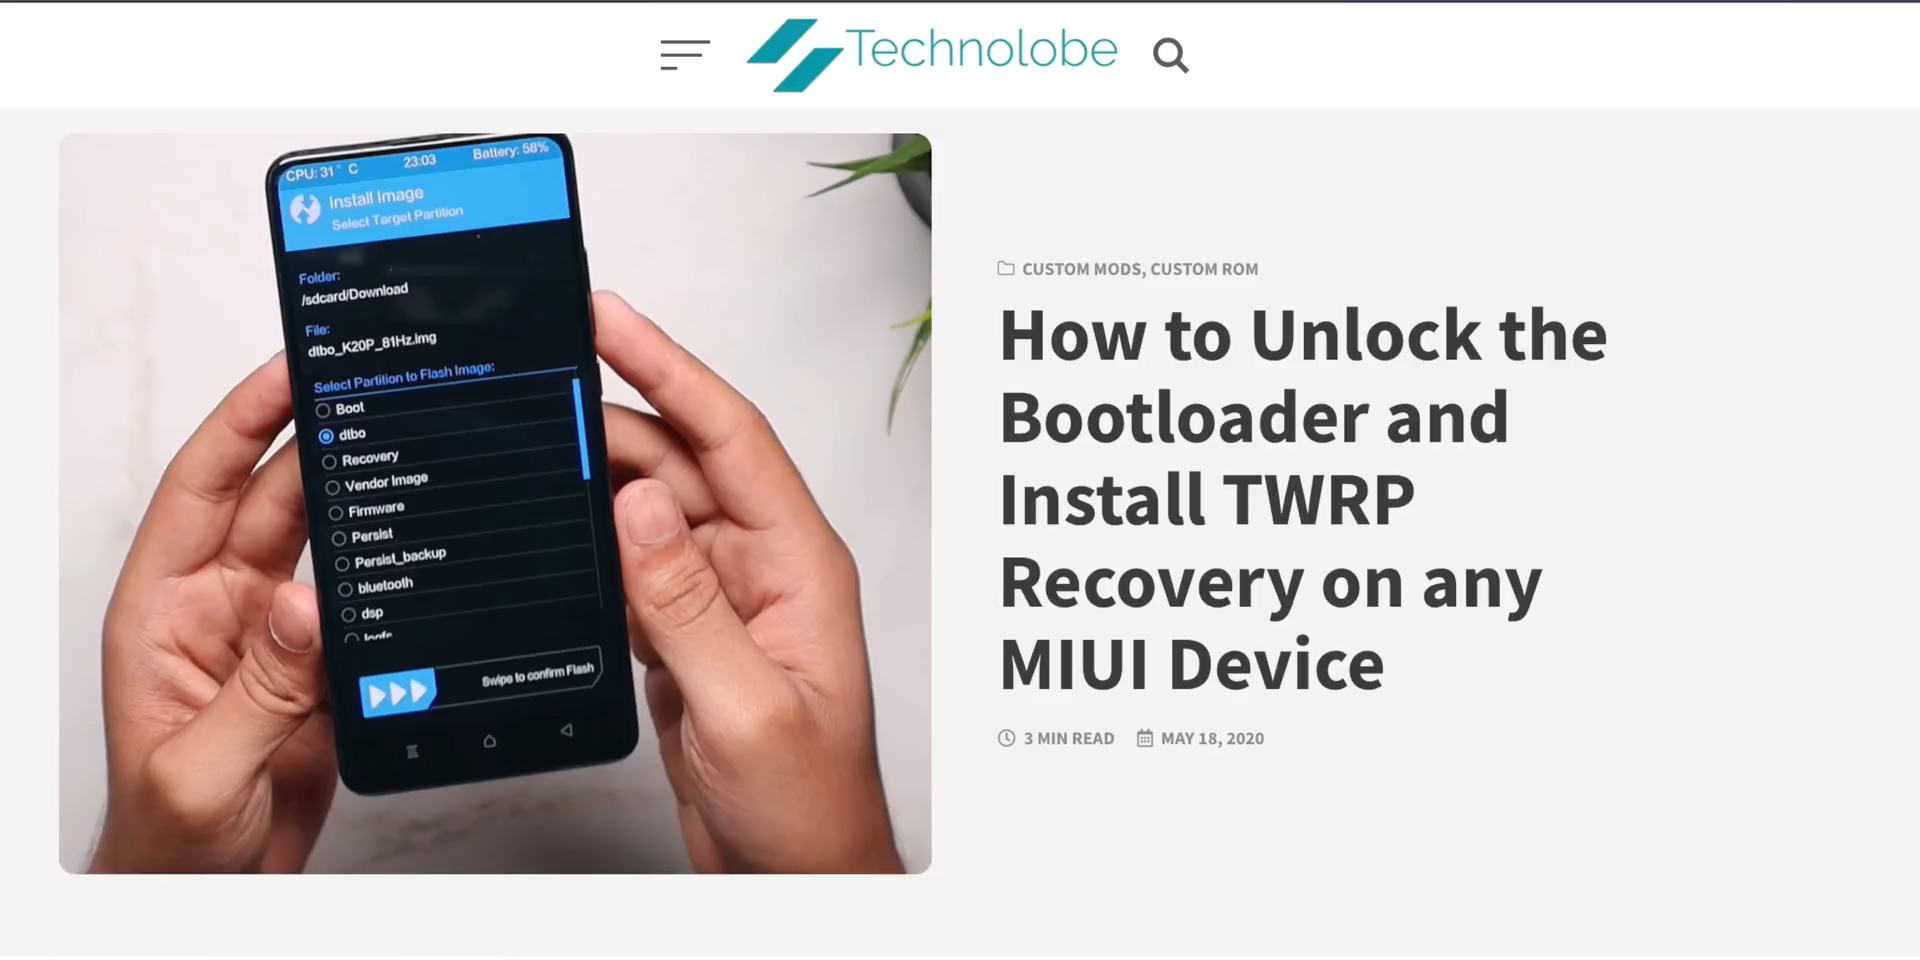 Technolobe
CPU: 31° C 23:03 Battery: 58%
Install Image
Select Target Partition
Folder:
/sdcard/Download
File:
dtbo_K20P_81Hz.img
Select Partition to Flash Image:
Boot
dtbo
Recovery
Vendor Image
Firmware
Persist
Persist_backup
bluetooth
dsp
Swipe to confirm Flash
CUSTOM MODS, CUSTOM ROM
How to Unlock the
Bootloader and
Install TWRP
Recovery on any
MIUI Device
3 MIN READ MAY 18, 2020